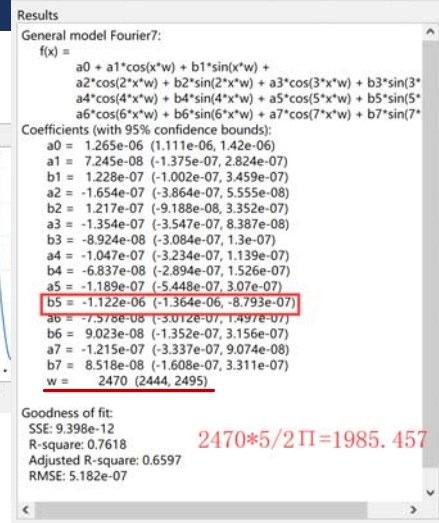 Results
General model Fourier7:
f(x) =
a0 + a1*cos(x*w) + b1*sin(x*w) +
a2*cos(2*x*w) + b2*sin(2*x*w) + a3*cos(3*x*w) + b3*sin(3*
a4*cos(4*x*w) + b4*sin(4*x*w) + a5*cos(5*x*w) + b5*sin(5*
a6*cos(6*x*w) + b6*sin(6*x*w) + a7*cos(7*x*w) + b7*sin(7*
Coefficients (with 95% confidence bounds):
a0 = 1.265e-06 (1.111e-06, 1.42e-06)
a1 = 7.245e-08 (-1.375e-07, 2.824e-07)
b1 = 1.228e-07 (-1.002e-07, 3.459e-07)
a2 = -1.654e-07 (-3.864e-07, 5.555e-08)
b2 = 1.217e-07 (-9.188e-08, 3.352e-07)
a3 = -1.354e-07 (-3.547e-07, 8.387e-08)
b3 = -8.924e-08 (-3.084e-07, 1.3e-07)
a4 = -1.047e-07 (-3.234e-07, 1.139e-07)
b4 = -6.837e-08 (-2.894e-07, 1.526e-07)
a5 = -1.189e-07 (-5.448e-07, 3.07e-07)
b5 = -1.122e-06 (-1.364e-06, -8.793e-07)
a6 = -7.578e-08 (-3.012e-07, 1.497e-07)
b6 = 9.023e-08 (-1.352e-07, 3.156e-07)
a7 = -1.215e-07 (-3.337e-07, 9.074e-08)
b7 = 8.518e-08 (-1.608e-07, 3.311e-07)
w = 2470 (2444, 2495)
Goodness of fit:
SSE: 9.398e-12
R-square: 0.7618
2470*5/2Π=1985.457
Adjusted R-square: 0.6597
RMSE: 5.182e-07